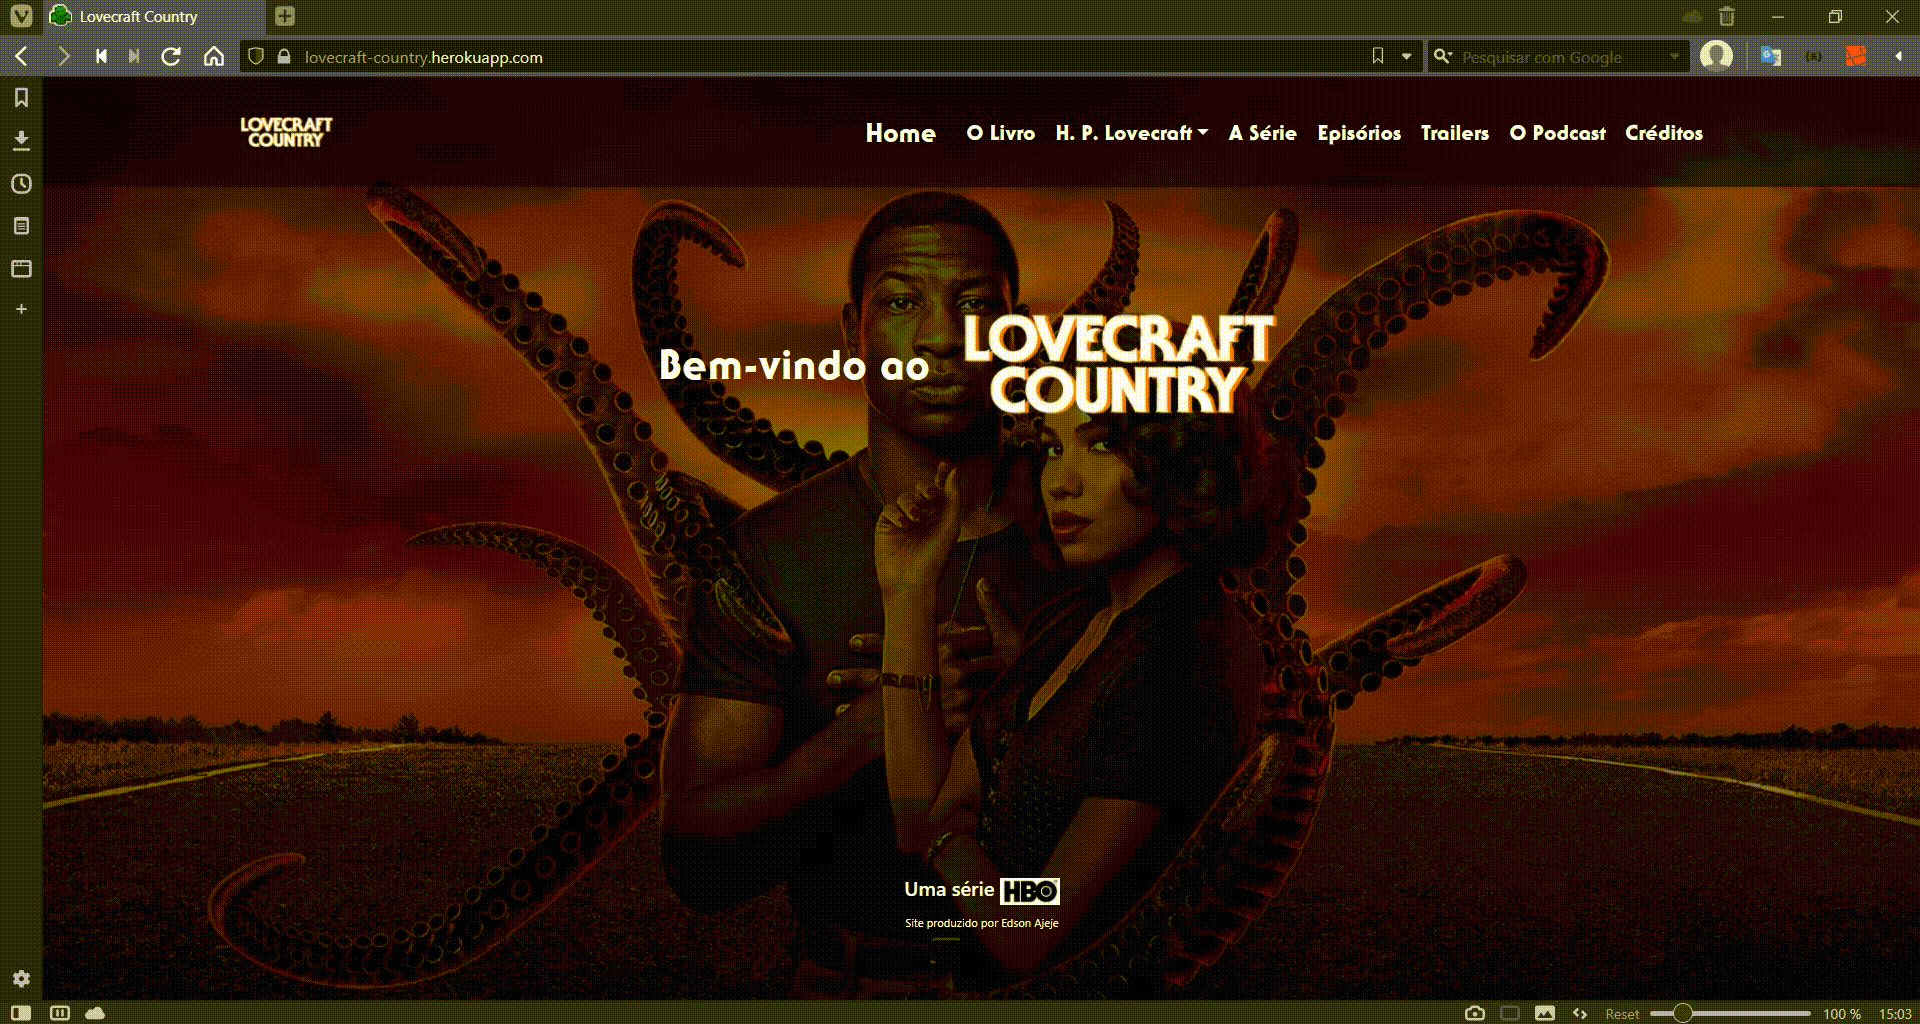 Lovecraft Country
lovecraft-country.herokuapp.com
Pesquisar com Google
LOVECRAFT
COUNTRY
Home O Livro H. P. Lovecraft A Série Episórios Trailers O Podcast Créditos
Bem-vindo ao
LOVECRAFT
COUNTRY
Uma série HBO
Site produzido por Edson Ajeje
Reset 100 % 15:03